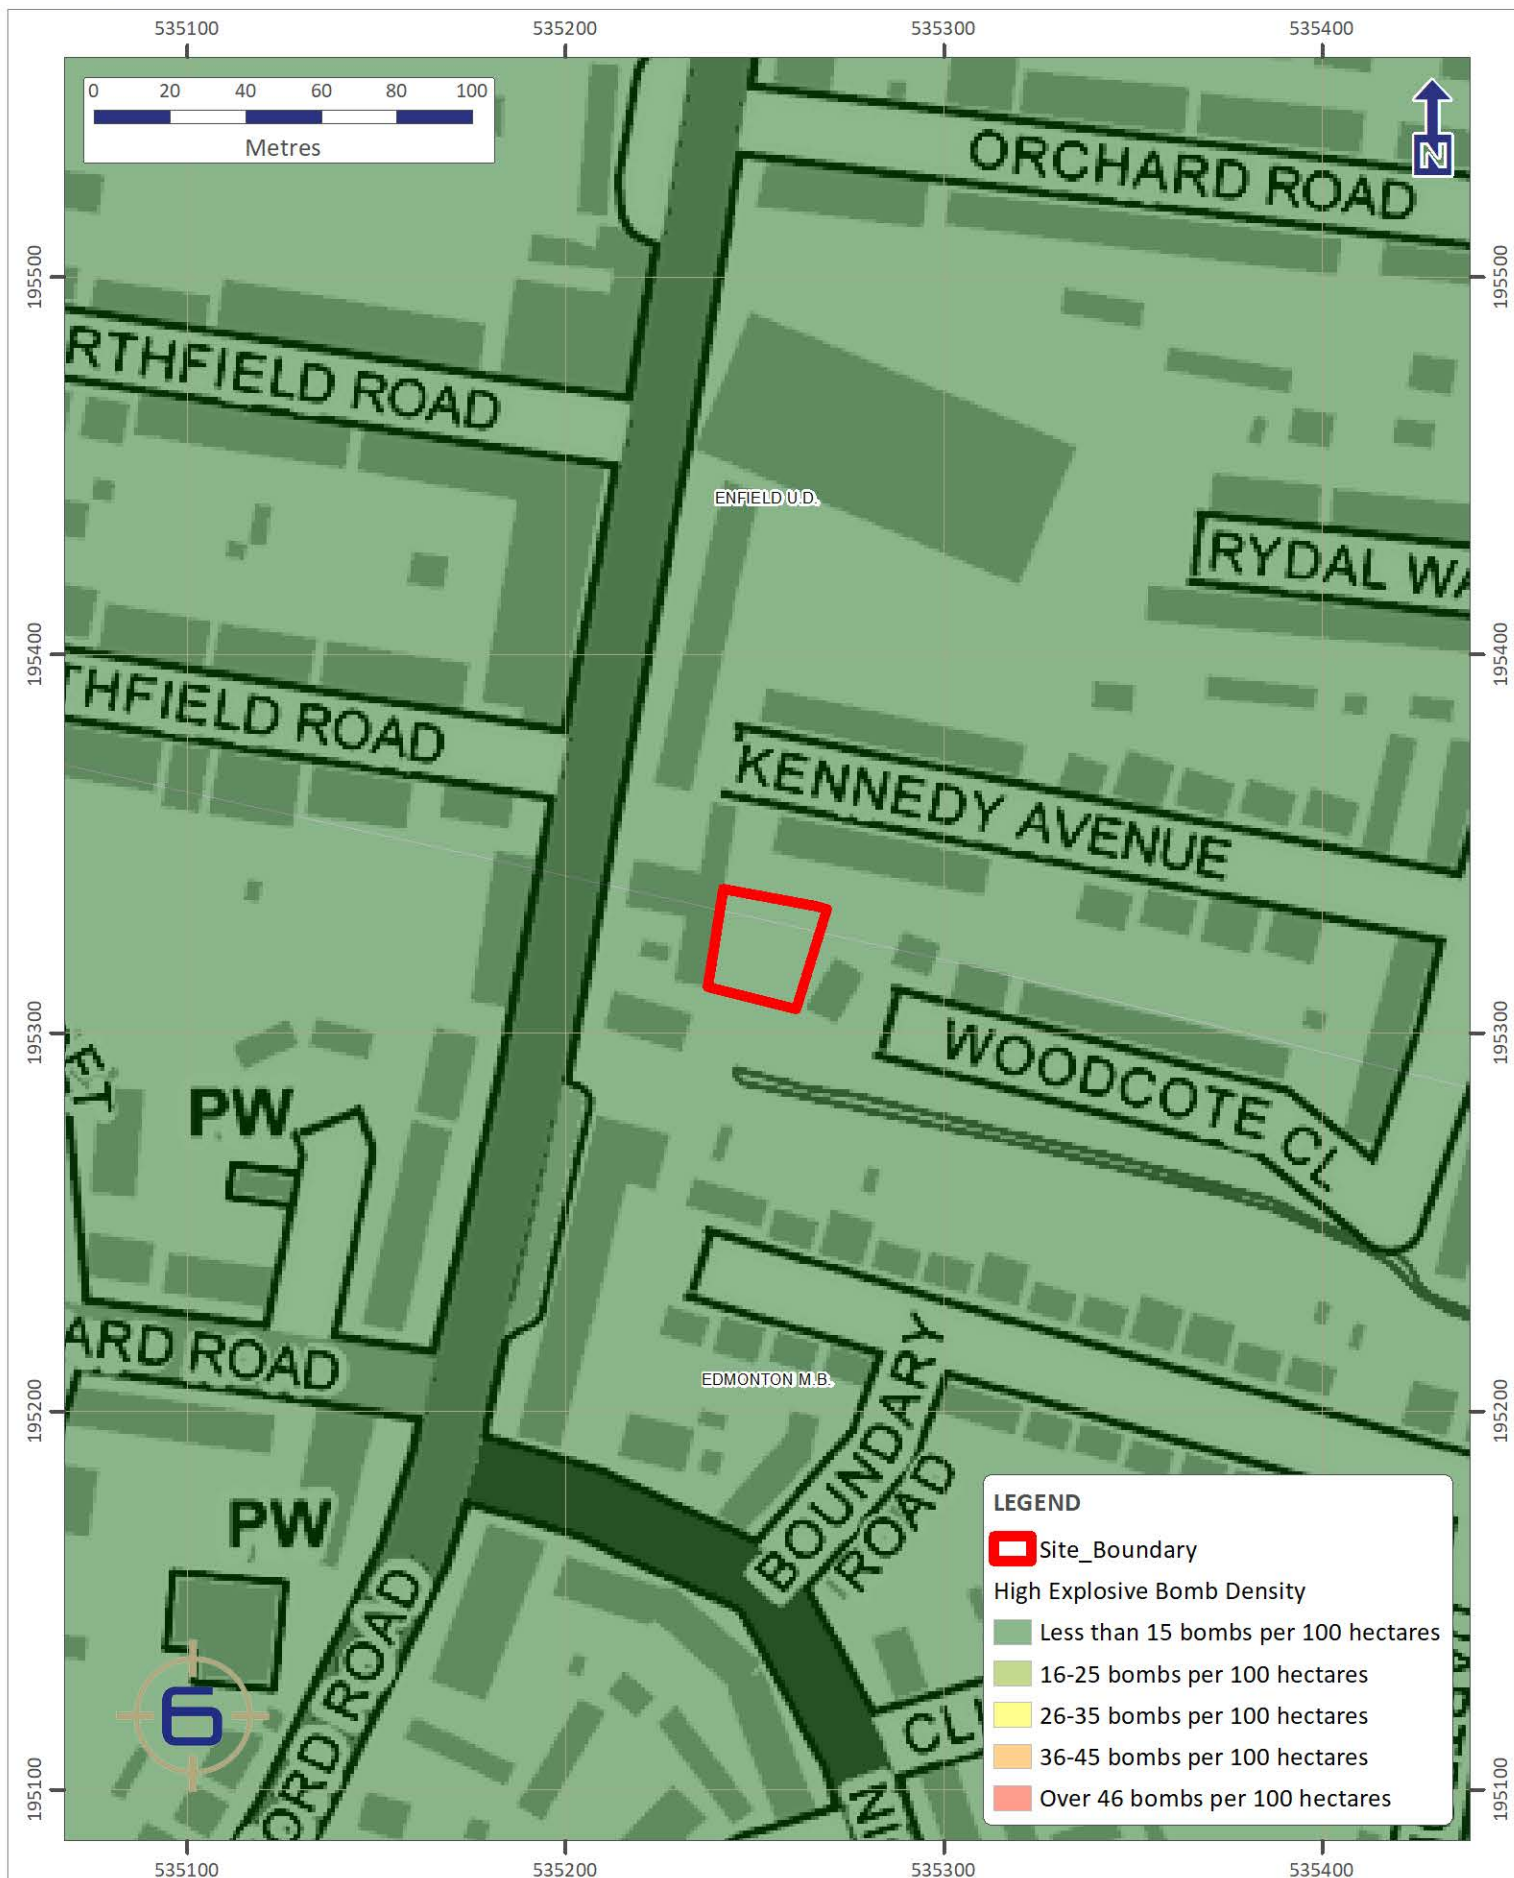 535100 535200 535300 535400
0 20 40 60 80 100
Metres
N
ORCHARD ROAD
195500 195500
RTHFIELD ROAD
ENFIELD U.D.
RYDAL WA
195400 195400
THFIELD ROAD
KENNEDY AVENUE
195300 195300
WOODCOTE CL
ET
PW
ARD ROAD
EDMONTON M.B.
195200 195200
BOUNDARY
ROAD
PW
ORD ROAD
CLI
NI
6
LEGEND
Site_Boundary
High Explosive Bomb Density
Less than 15 bombs per 100 hectares
16-25 bombs per 100 hectares
26-35 bombs per 100 hectares
36-45 bombs per 100 hectares
Over 46 bombs per 100 hectares
195100 195100
535100 535200 535300 535400